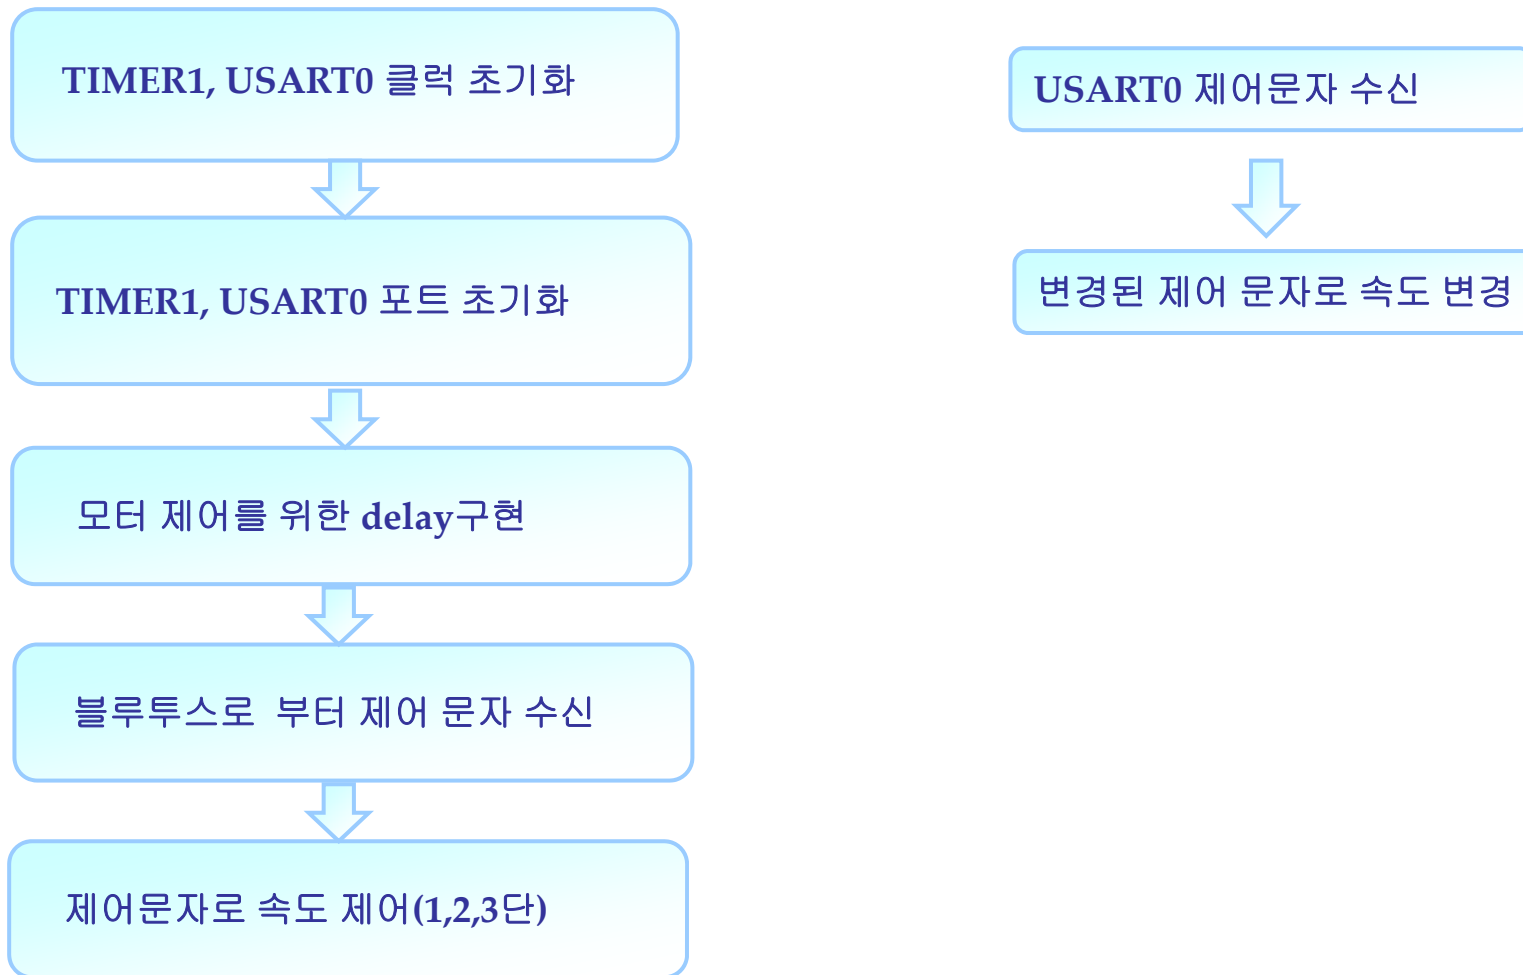 TIMER1, USART0 클럭 초기화
TIMER1, USART0 포트 초기화
모터 제어를 위한 delay구현
블루투스로 부터 제어 문자 수신
제어문자로 속도 제어(1,2,3단)
USART0 제어문자 수신
변경된 제어 문자로 속도 변경